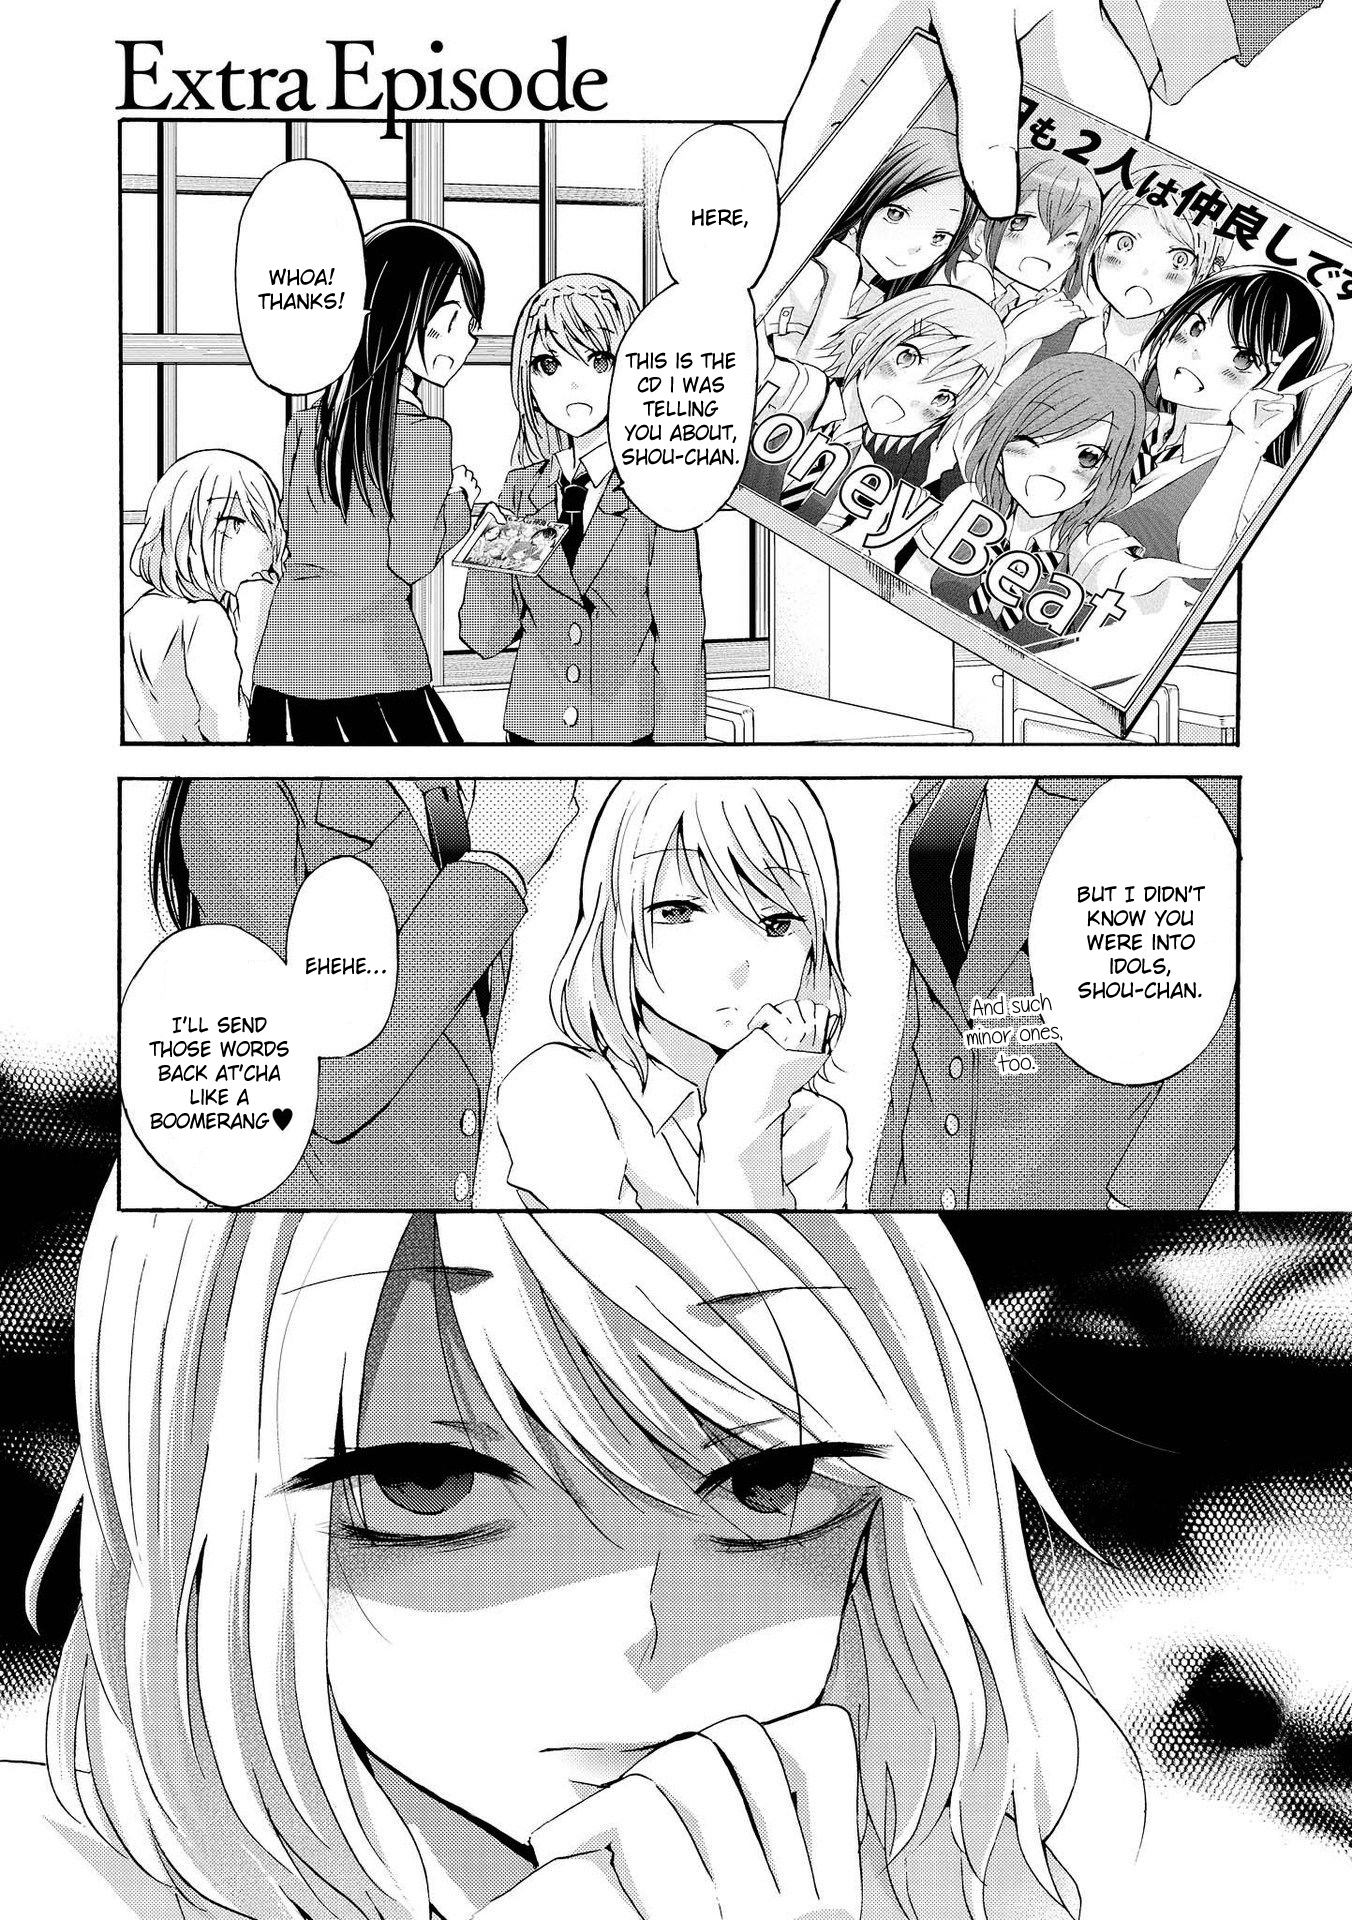 Extra Episode
HERE,
THIS IS THE
CD I WAS
TELLING
YOU ABOUT,
SHOU-CHAN.
も2人は仲良しです
oney Beat
WHOA!
THANKS!
BUT I DIDN'T
KNOW YOU
WERE INTO
IDOLS,
SHOU-CHAN.
And such
minor ones,
too.
EHEHE...
I'LL SEND
THOSE WORDS
BACK AT'CHA
LIKE A
BOOMERANG♥